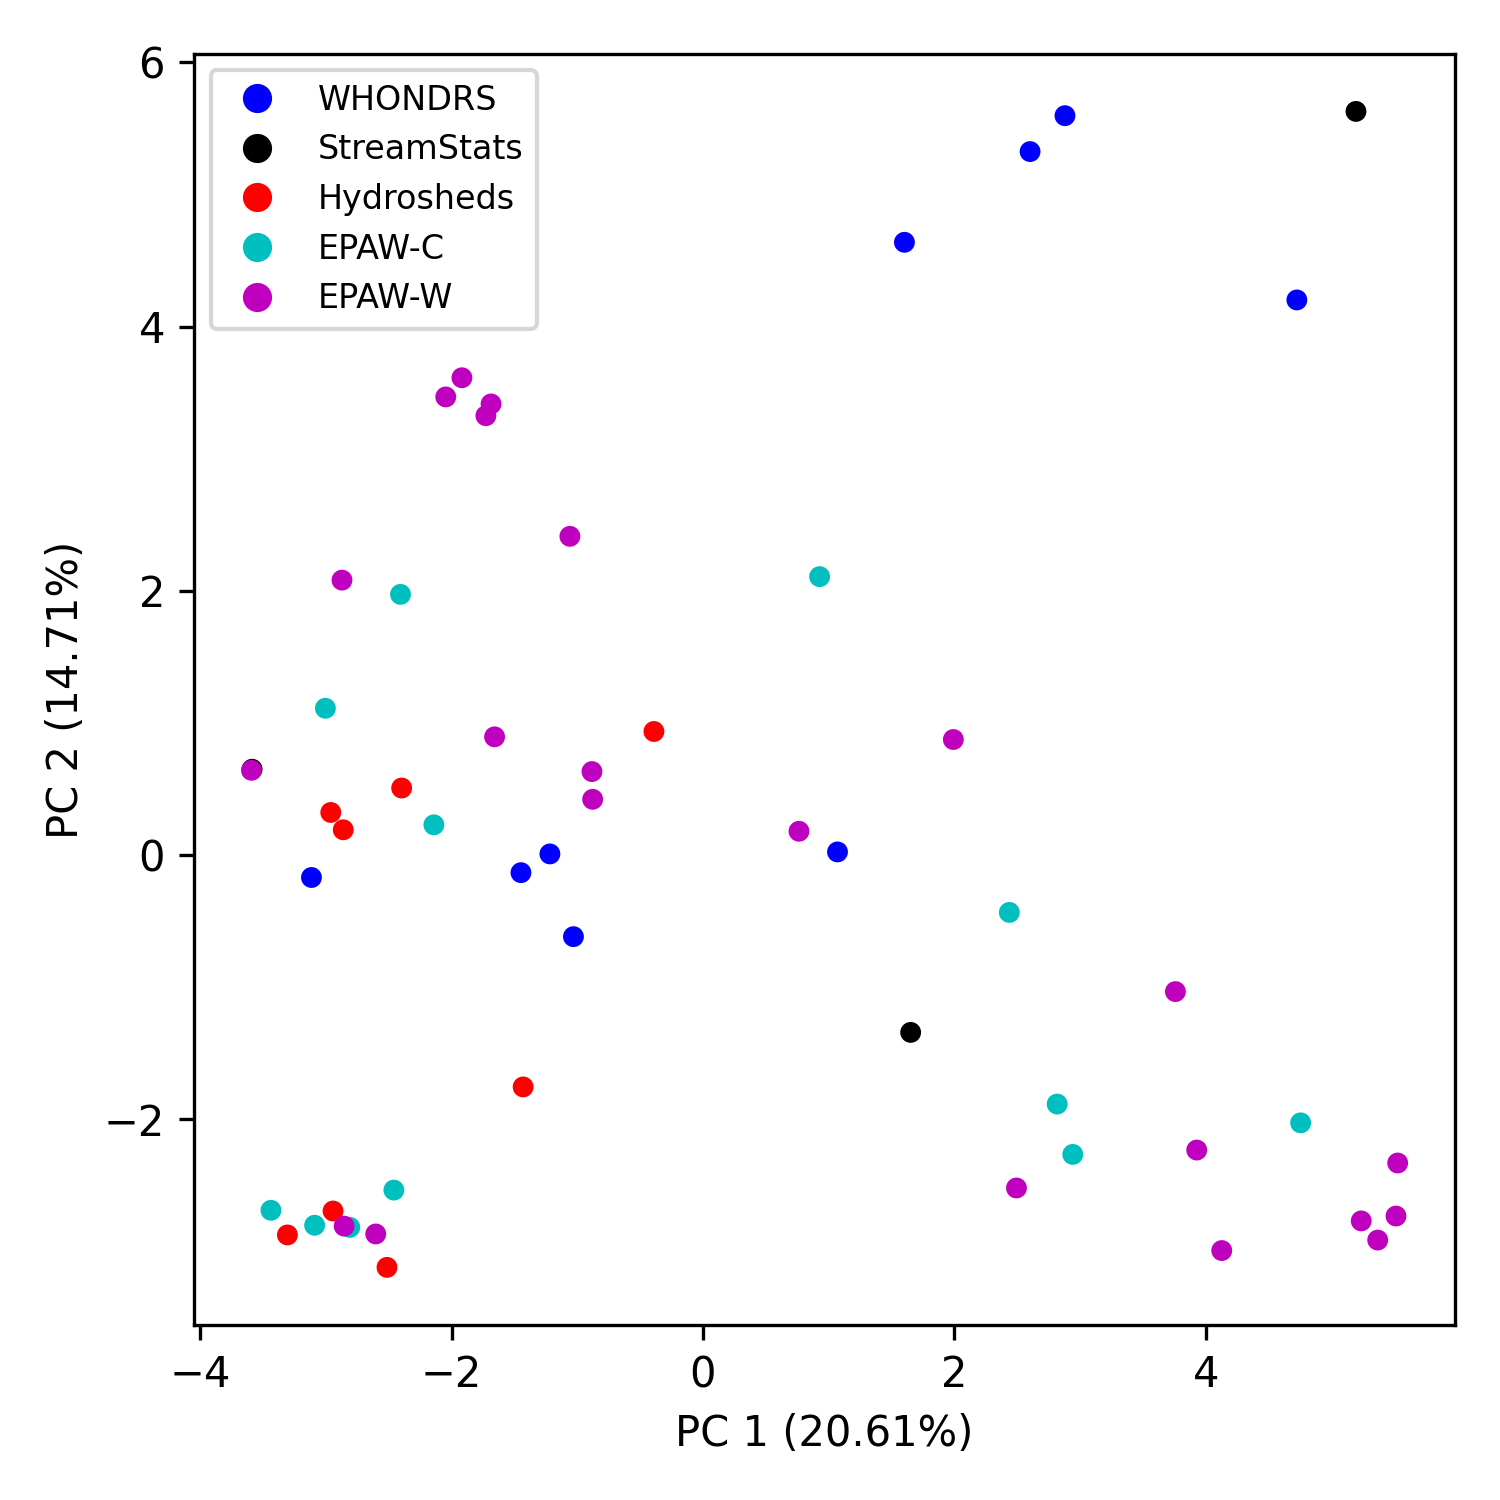 WHONDRS
StreamStats
Hydrosheds
EPAW-C
EPAW-W
6
4
2
0
−2
PC 2 (14.71%)
−4
−2
0
2
4
PC 1 (20.61%)